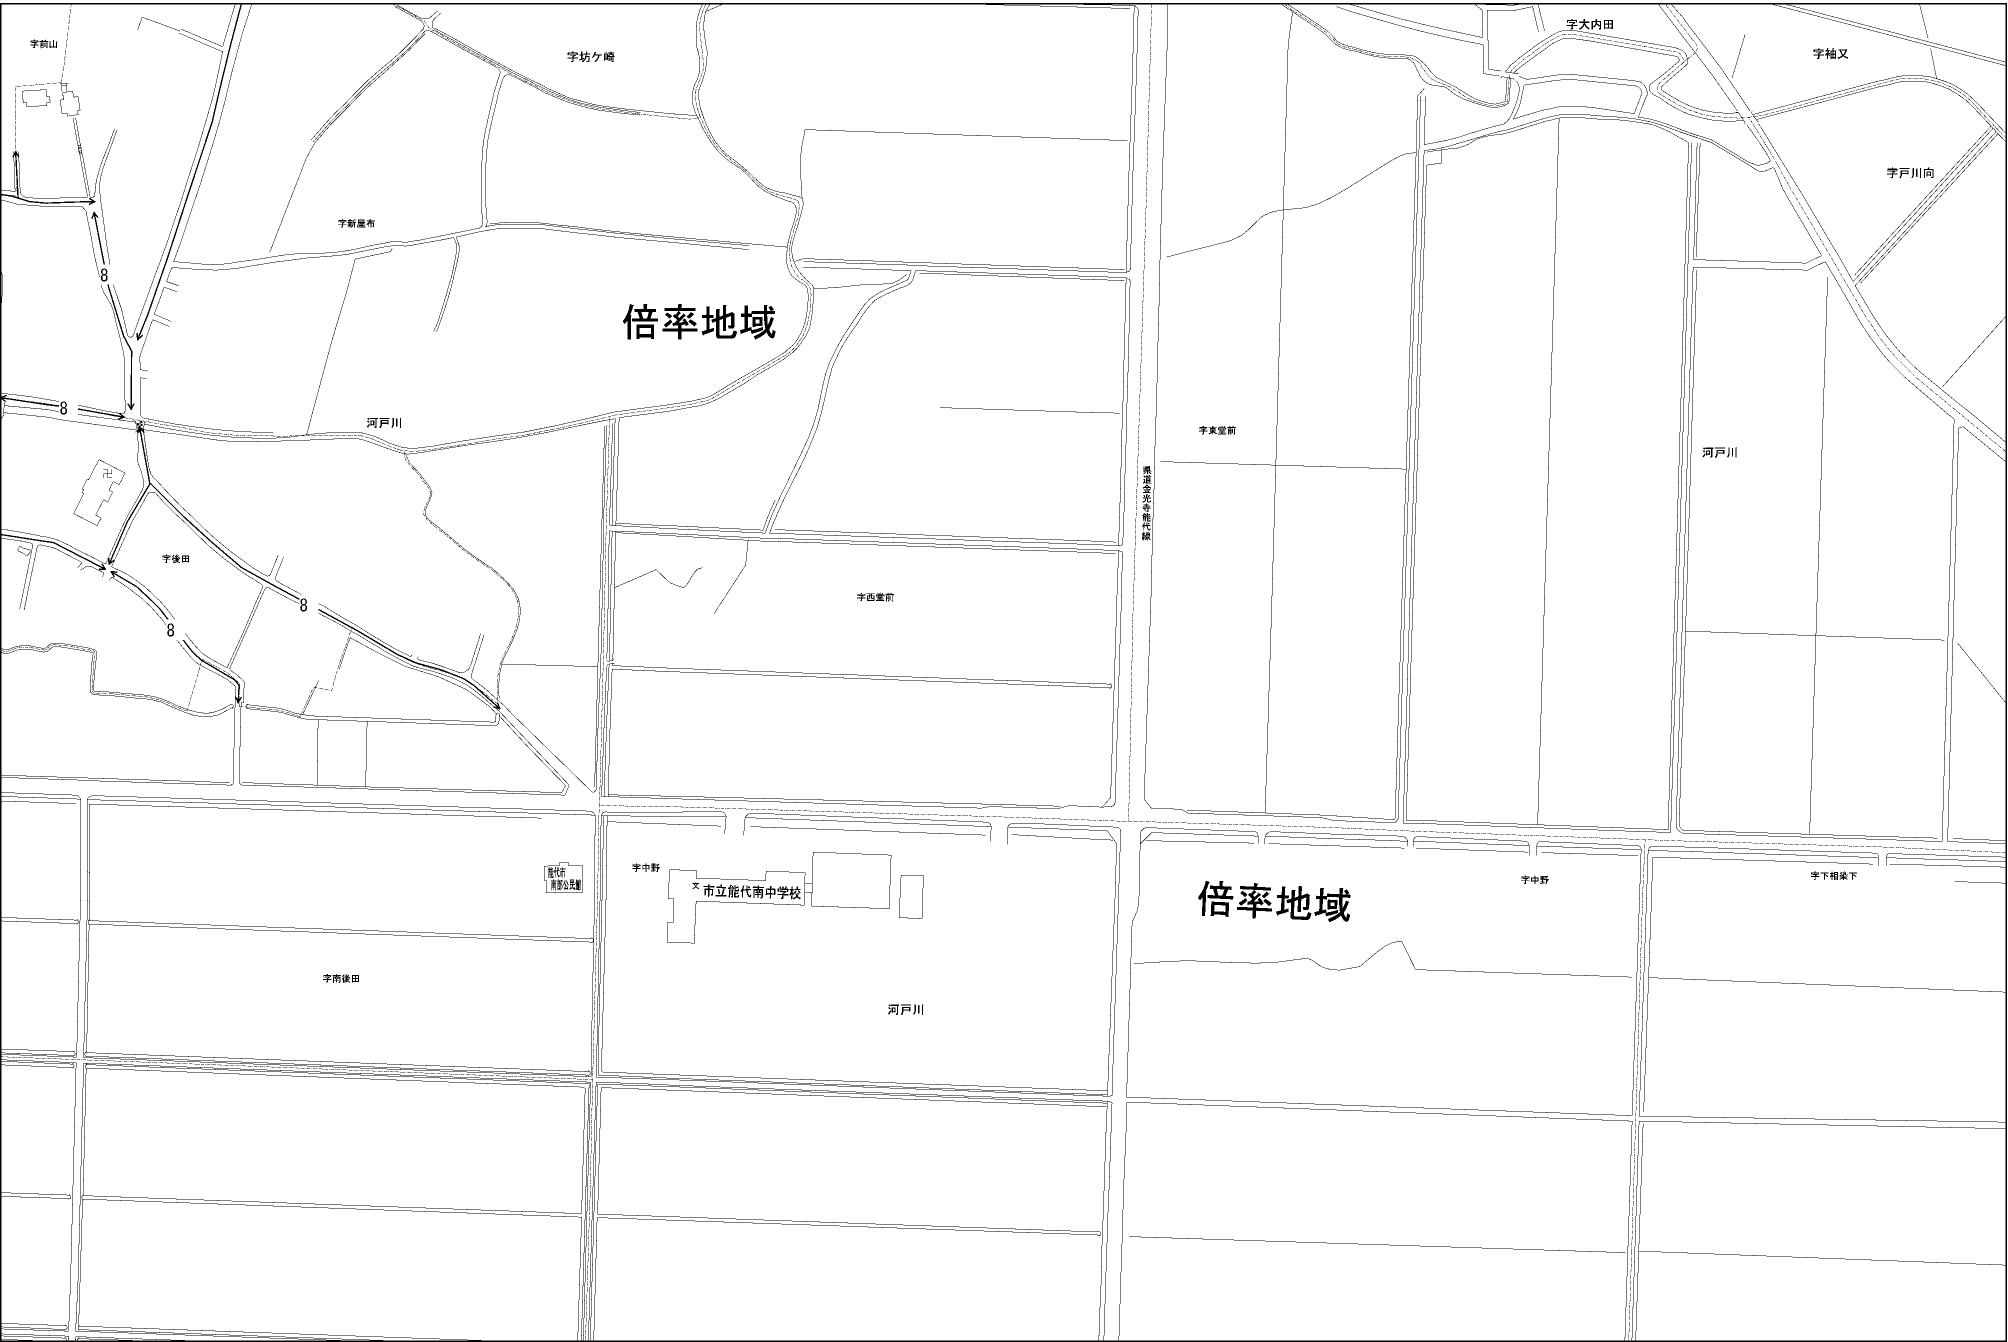 字大内田
字前山
字坊ケ崎
字袖又
字戸川向
字新屋布
8
倍率地域
8
河戸川
字東堂前
河戸川
県道金光寺能代線
字後田
字西堂前
8
8
字中野
能代市
南部公民館
文
市立能代南中学校
字中野
字下相染下
倍率地域
字南後田
河戸川